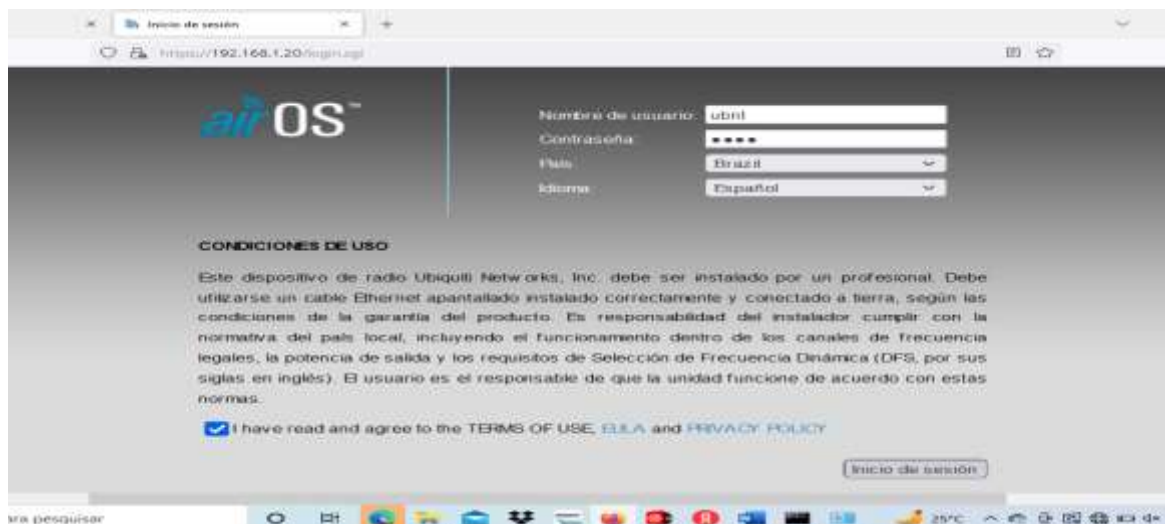 Inicio de sesión
https://192.168.1.20/login.cgi
airOS™
Nombre de usuario: ubnt
Contraseña:
País: Brazil
Idioma: Español
CONDICIONES DE USO
Este dispositivo de radio Ubiquiti Networks, Inc. debe ser instalado por un profesional. Debe
utilizarse un cable Ethernet apantallado instalado correctamente y conectado a tierra, según las
condiciones de la garantía del producto. Es responsabilidad del instalador cumplir con la
normativa del país local, incluyendo el funcionamiento dentro de los canales de frecuencia
legales, la potencia de salida y los requisitos de Selección de Frecuencia Dinámica (DFS, por sus
siglas en inglés). El usuario es el responsable de que la unidad funcione de acuerdo con estas
normas.
I have read and agree to the TERMS OF USE, EULA and PRIVACY POLICY
Inicio de sesión
ara pesquisar
25°C